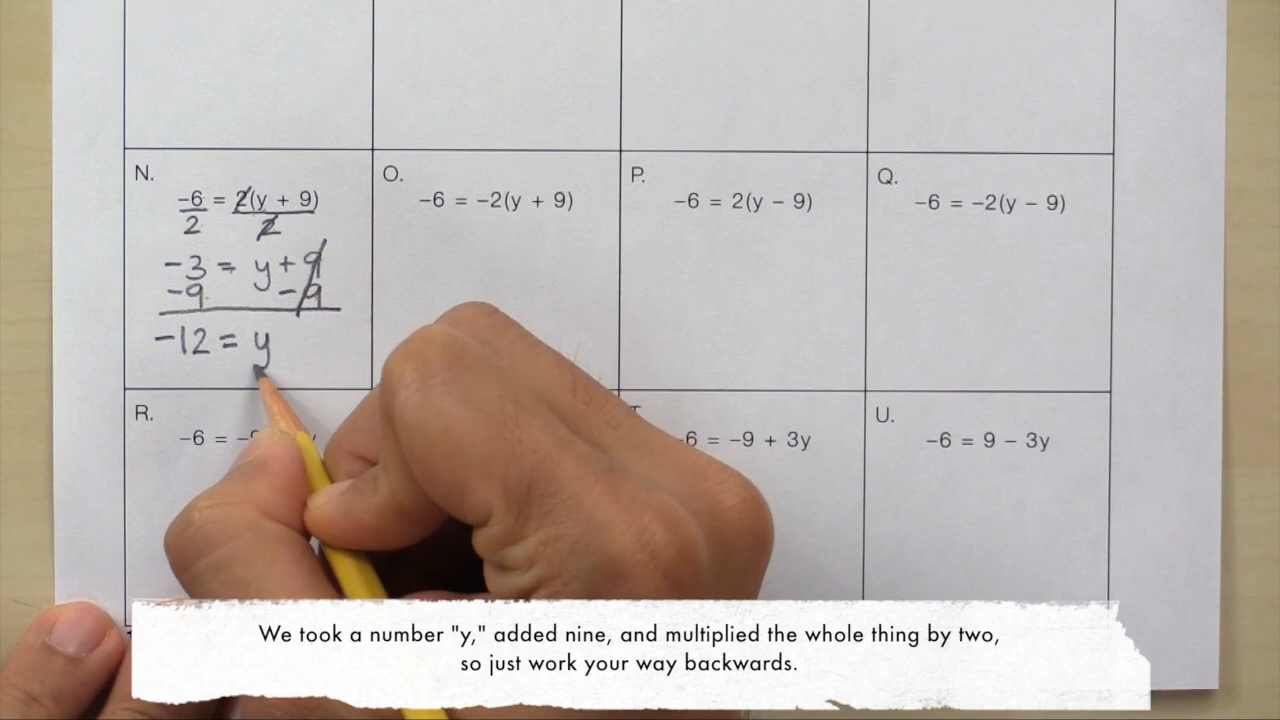 N.
-6 = 2(y + 9)
2 2
-3 = y + 9
-9 -9
-12 = y
O.
−6 = −2(y + 9)
P.
−6 = 2(y − 9)
Q.
−6 = −2(y − 9)
R.
−6 = −9
6 = −9 + 3y
U.
−6 = 9 − 3y
We took a number "y," added nine, and multiplied the whole thing by two,
so just work your way backwards.